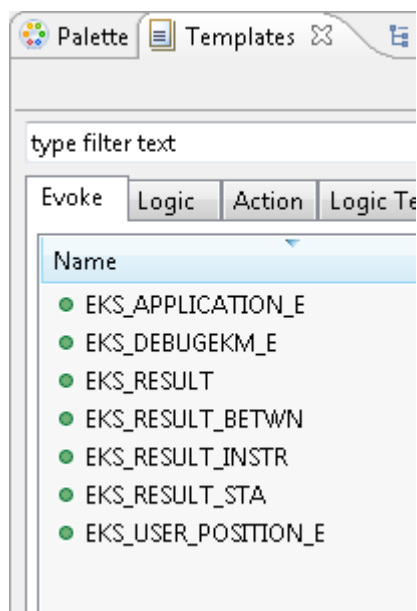 Palette Templates
type filter text
Evoke Logic Action Logic Te
Name
EKS_APPLICATION_E
EKS_DEBUGEKM_E
EKS_RESULT
EKS_RESULT_BETWN
EKS_RESULT_INSTR
EKS_RESULT_STA
EKS_USER_POSITION_E